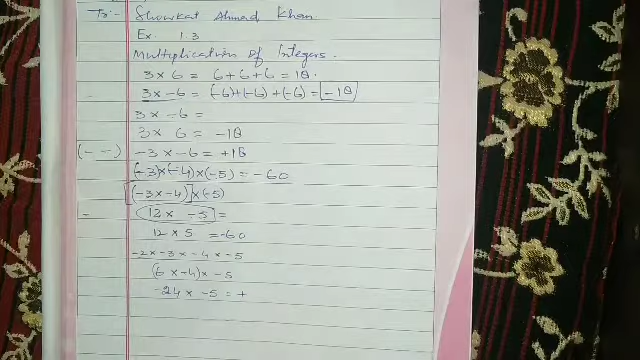 Tr:- Showkat Ahmad Khan
Ex. 1.3
Multiplication of Integers.
3 x 6 = 6+6+6 = 18.
3 x -6 = (-6)+(-6)+(-6) = -18
3 x -6 =
3 x 6 = -18
(- -) -3 x -6 = +18
(-3)x(-4)x(-5) = -60
(-3x-4)x(-5)
12 x -5 =
12 x 5 = -60
-2 x -3 x -4 x -5
(6 x -4) x -5
-24 x -5 = +